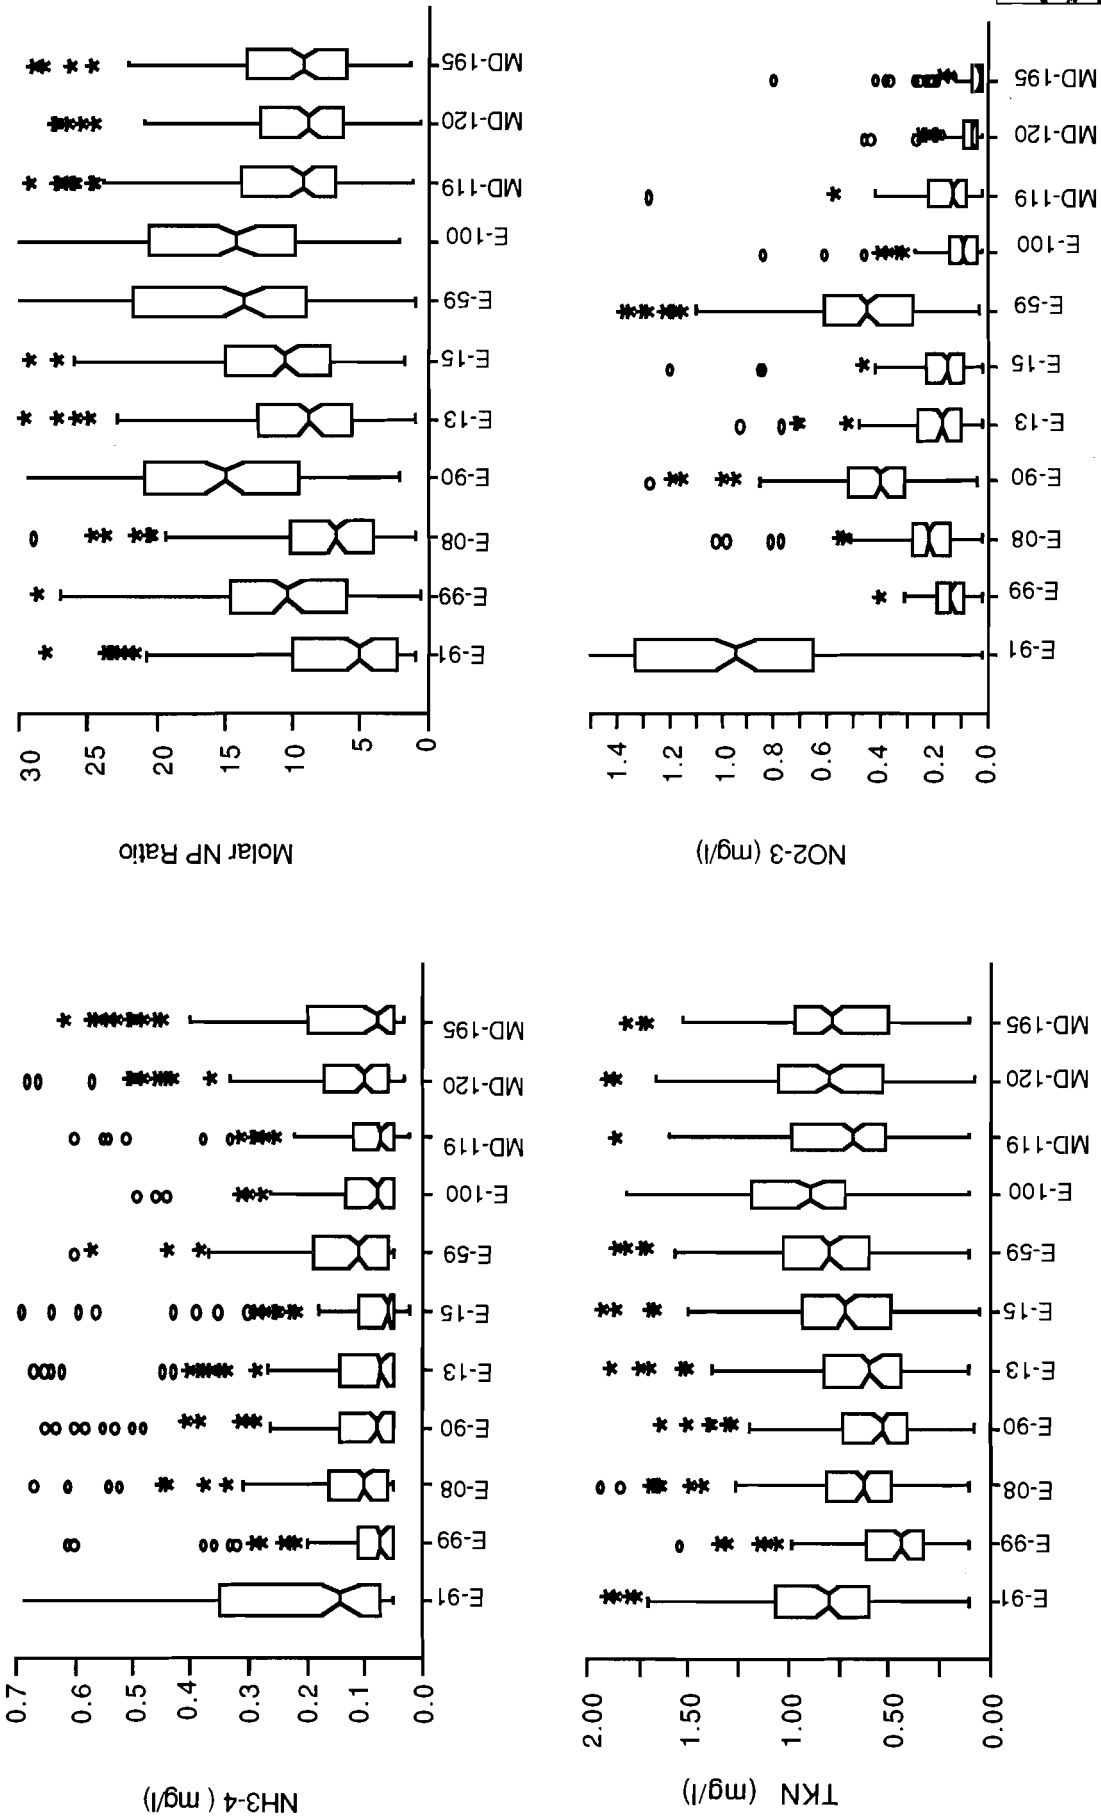 NH3-4 ( mg/l)
0.7
0.6
0.5
0.4
0.3
0.2
0.1
0.0
E-91
E-99
E-08
E-90
E-13
E-15
E-59
E-100
MD-119
MD-120
MD-195
Molar NP Ratio
30
25
20
15
10
5
0
E-91
E-99
E-08
E-90
E-13
E-15
E-59
E-100
MD-119
MD-120
MD-195
TKN (mg/l)
2.00
1.50
1.00
0.50
0.00
E-91
E-99
E-08
E-90
E-13
E-15
E-59
E-100
MD-119
MD-120
MD-195
NO2-3 (mg/l)
1.4
1.2
1.0
0.8
0.6
0.4
0.2
0.0
E-91
E-99
E-08
E-90
E-13
E-15
E-59
E-100
MD-119
MD-120
MD-195